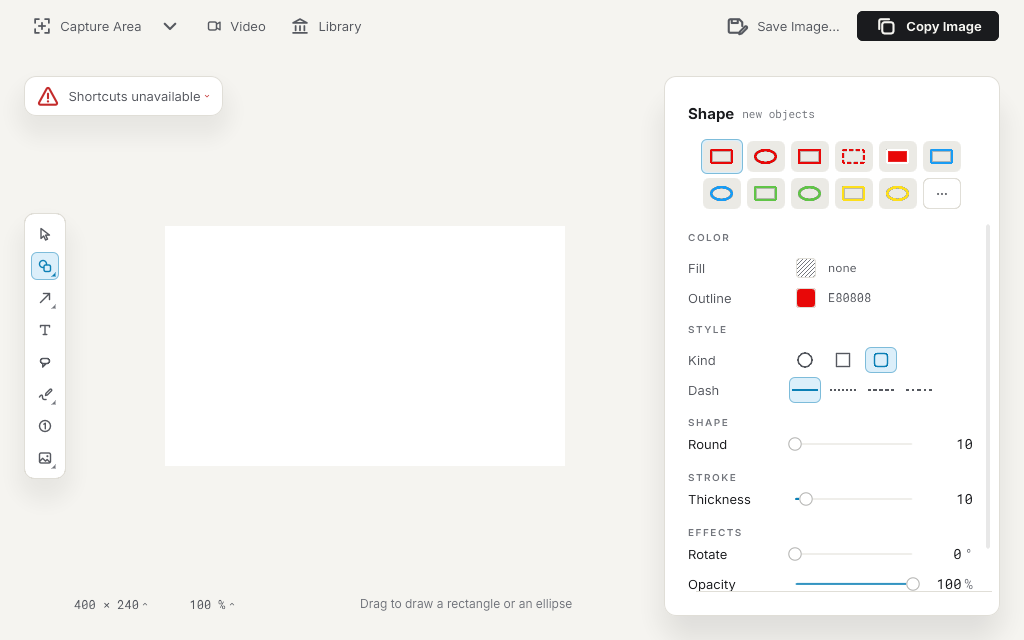 Capture Area
Video
Library
Save Image...
Copy Image
Shortcuts unavailable
Shape new objects
...
COLOR
Fill none
Outline E80808
STYLE
Kind
Dash
SHAPE
Round 10
STROKE
Thickness 10
EFFECTS
Rotate 0 °
Opacity 100 %
T
1
400 × 240
100 %
Drag to draw a rectangle or an ellipse